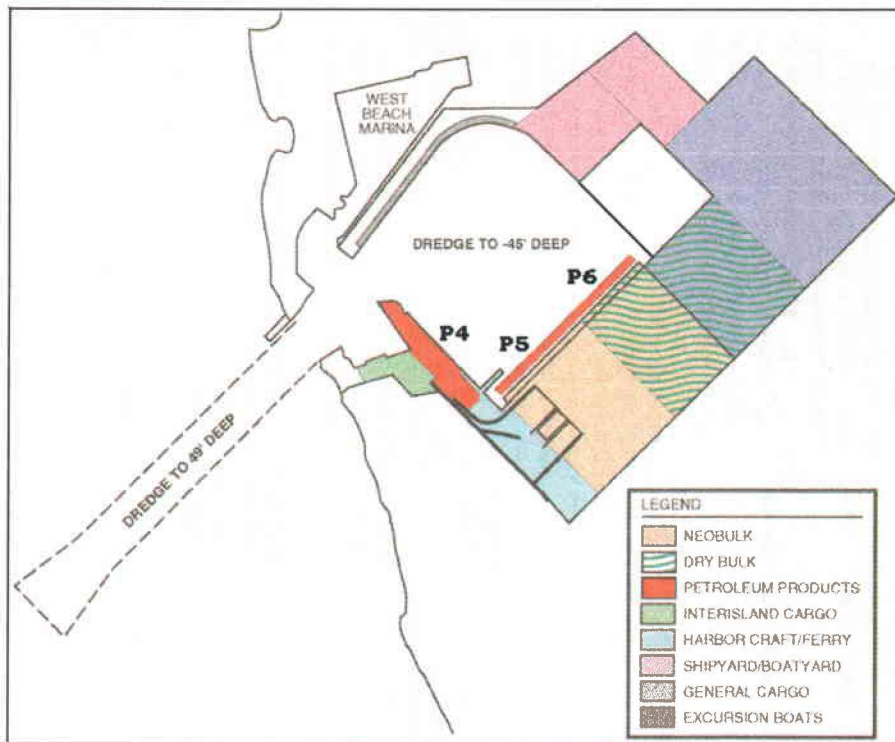 WEST
BEACH
MARINA
DREDGE TO -45' DEEP
P6
P4
P5
DREDGE TO 49' DEEP
LEGEND
NEOBULK
DRY BULK
PETROLEUM PRODUCTS
INTERISLAND CARGO
HARBOR CRAFT/FERRY
SHIPYARD/BOATYARD
GENERAL CARGO
EXCURSION BOATS